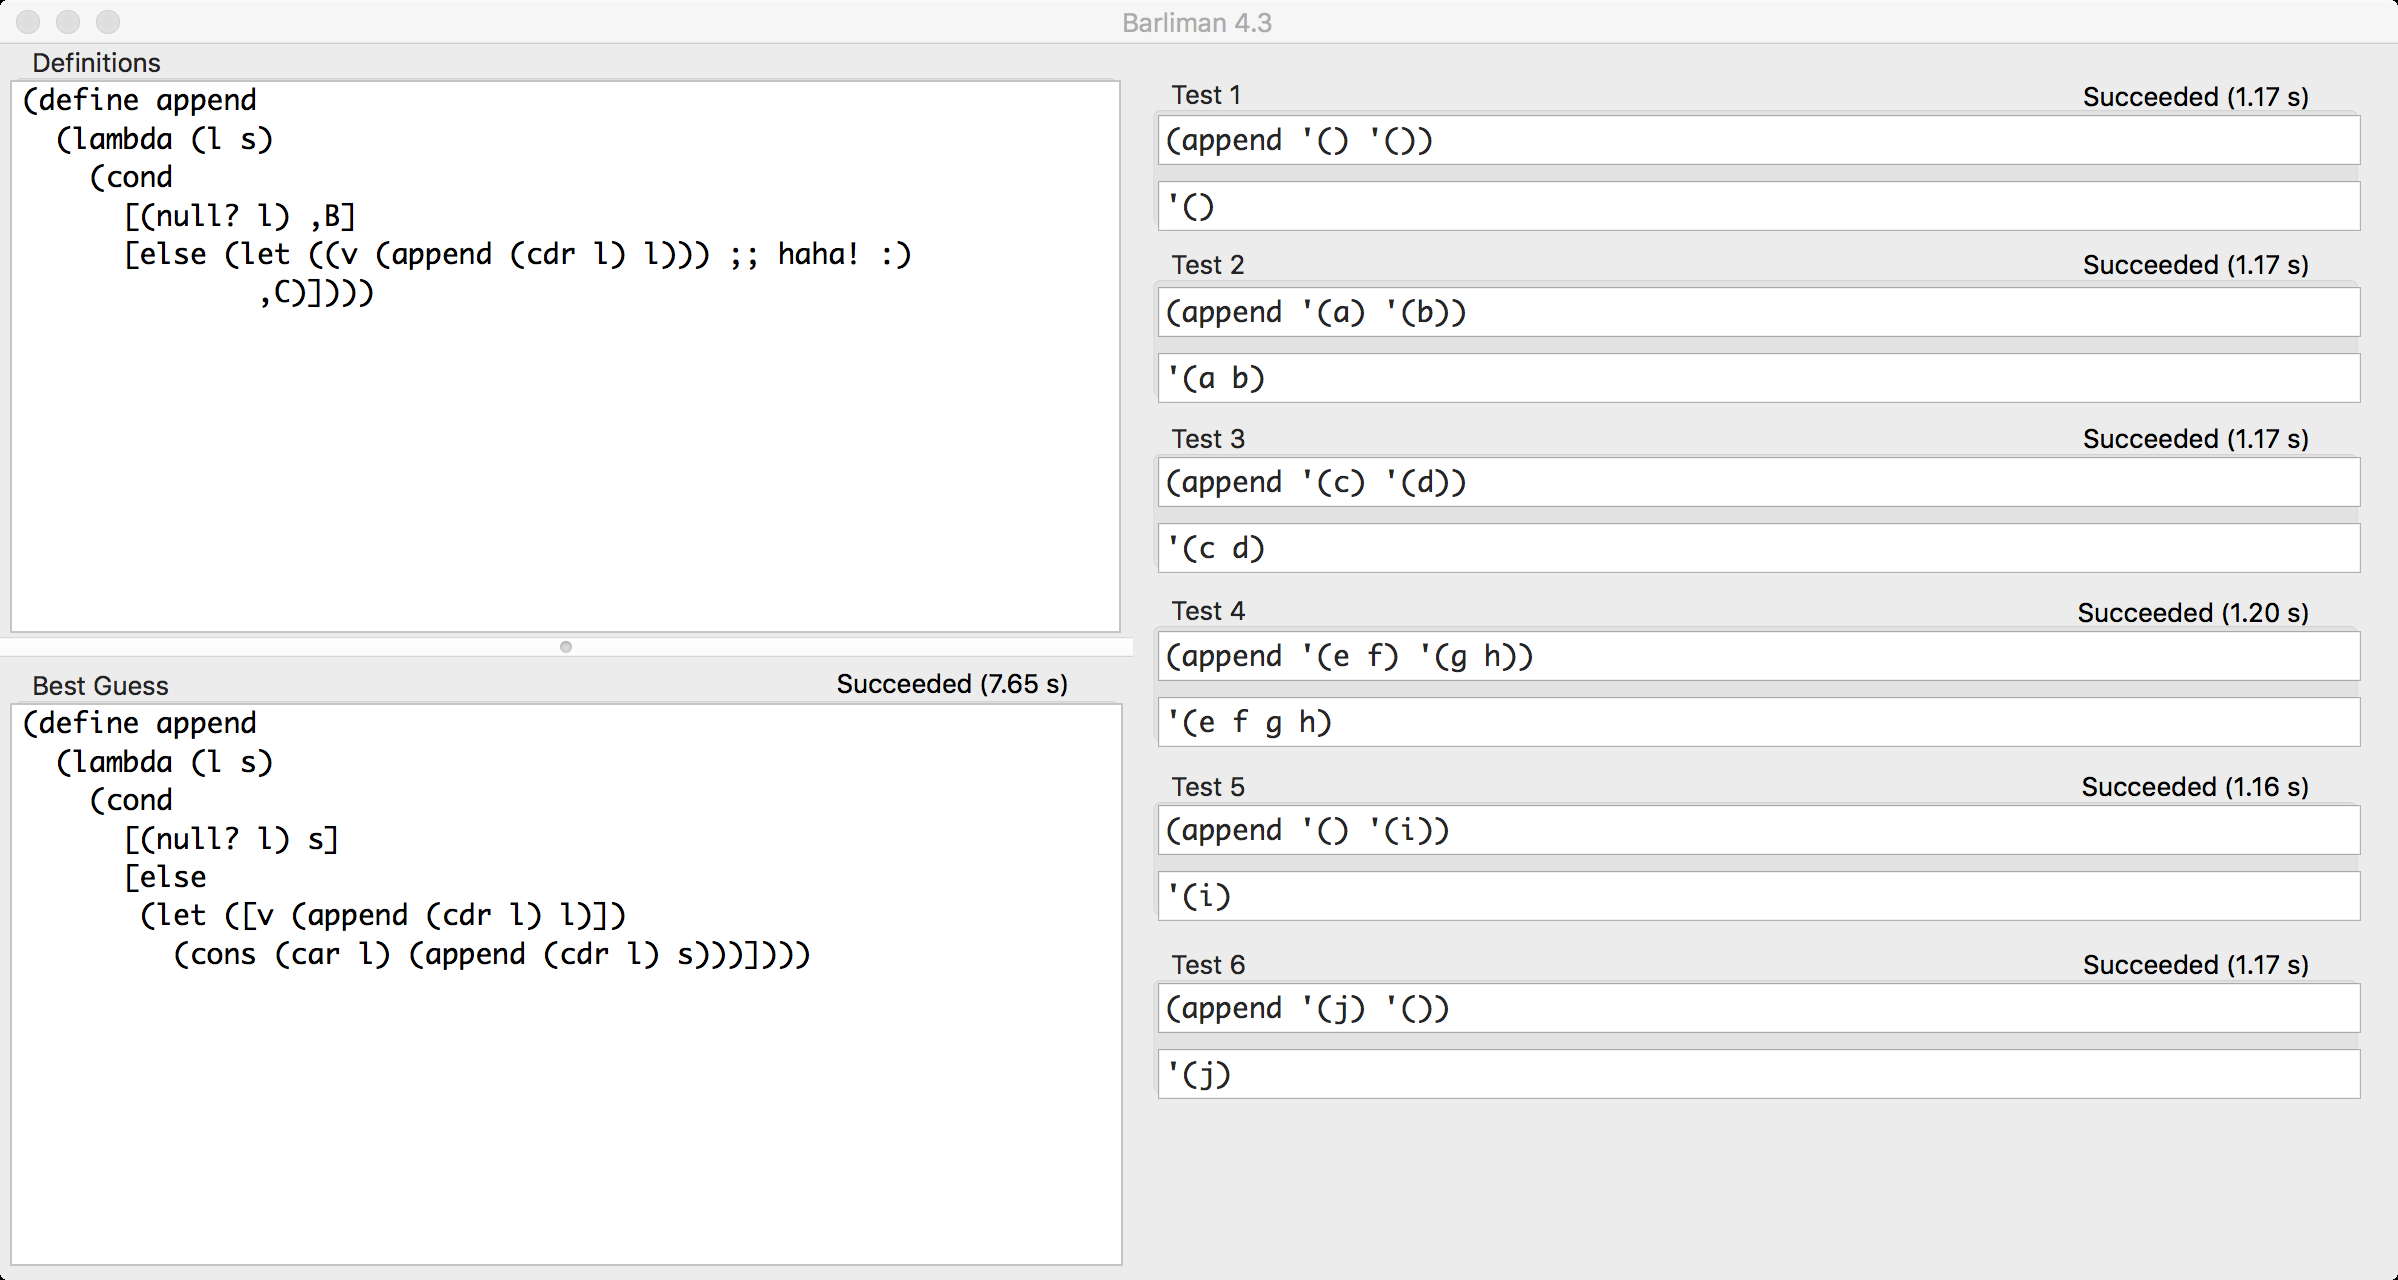 Barliman 4.3
Definitions
(define append
  (lambda (l s)
    (cond
      [(null? l) ,B]
      [else (let ((v (append (cdr l) l))) ;; haha! :)
              ,C)])))
Best Guess
Succeeded (7.65 s)
(define append
  (lambda (l s)
    (cond
      [(null? l) s]
      [else
       (let ([v (append (cdr l) l)])
         (cons (car l) (append (cdr l) s)))])))
Test 1
Succeeded (1.17 s)
(append '() '())
'()
Test 2
Succeeded (1.17 s)
(append '(a) '(b))
'(a b)
Test 3
Succeeded (1.17 s)
(append '(c) '(d))
'(c d)
Test 4
Succeeded (1.20 s)
(append '(e f) '(g h))
'(e f g h)
Test 5
Succeeded (1.16 s)
(append '() '(i))
'(i)
Test 6
Succeeded (1.17 s)
(append '(j) '())
'(j)